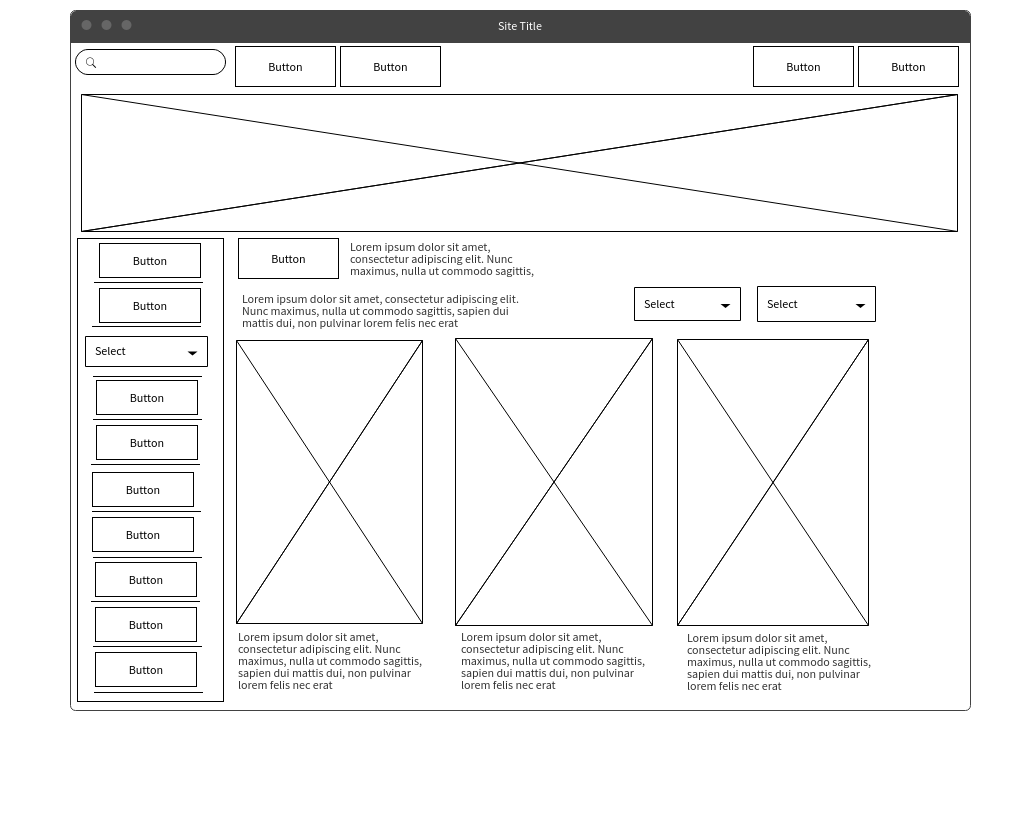 Site Title
Button
Button
Button
Button
Button
Button
Select
Button
Button
Button
Button
Button
Button
Button
Button
Lorem ipsum dolor sit amet,
consectetur adipiscing elit. Nunc
maximus, nulla ut commodo sagittis,
Lorem ipsum dolor sit amet, consectetur adipiscing elit.
Nunc maximus, nulla ut commodo sagittis, sapien dui
mattis dui, non pulvinar lorem felis nec erat
Select
Select
Lorem ipsum dolor sit amet,
consectetur adipiscing elit. Nunc
maximus, nulla ut commodo sagittis,
sapien dui mattis dui, non pulvinar
lorem felis nec erat
Lorem ipsum dolor sit amet,
consectetur adipiscing elit. Nunc
maximus, nulla ut commodo sagittis,
sapien dui mattis dui, non pulvinar
lorem felis nec erat
Lorem ipsum dolor sit amet,
consectetur adipiscing elit. Nunc
maximus, nulla ut commodo sagittis,
sapien dui mattis dui, non pulvinar
lorem felis nec erat